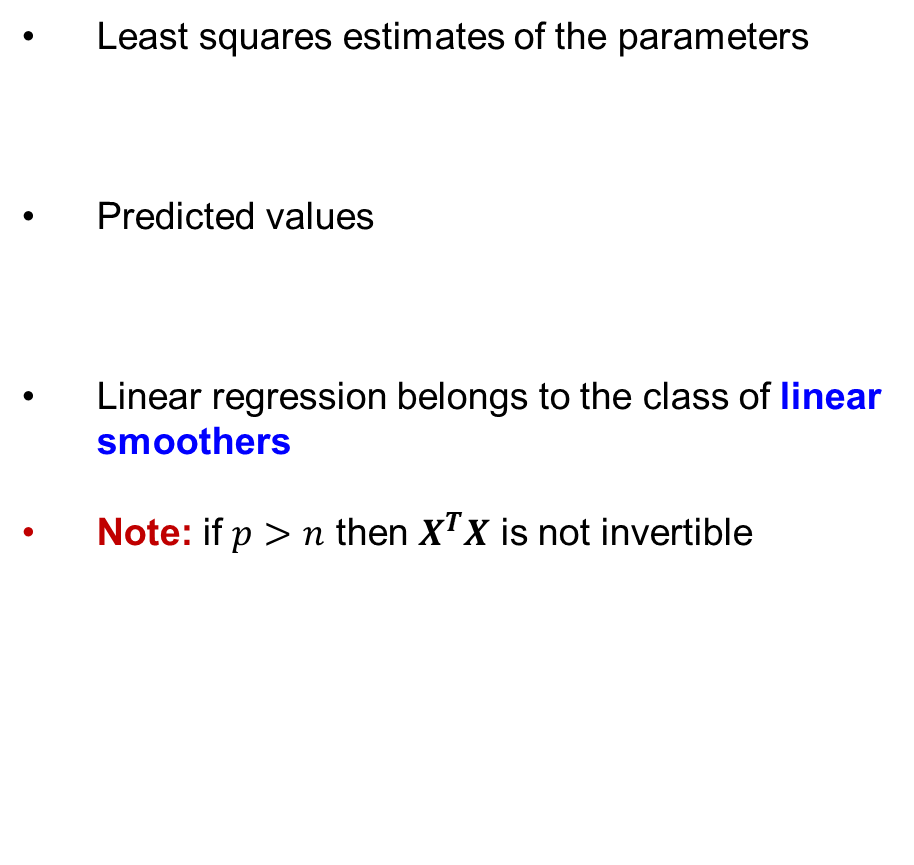 • Least squares estimates of the parameters
• Predicted values
• Linear regression belongs to the class of linear
smoothers
• Note: if 𝑝 > 𝑛 then 𝑿ᵀ𝑿 is not invertible